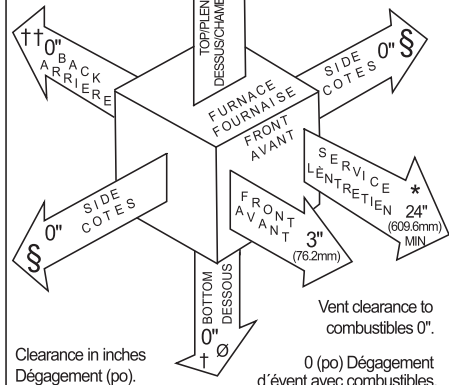 TOP/PLEN
DESSUS/CHAMB
††0"
BACK
ARRIERE
SIDE
COTES
0" §
FURNACE
FOURNAISE
FRONT
AVANT
SERVICE
LÈNTRETIEN
*
24"
(609.6mm)
MIN
§ 0"
SIDE
COTES
FRONT
AVANT
3"
(76.2mm)
BOTTOM
DESSOUS
0"
† Ø
Vent clearance to
combustibles 0".
Clearance in inches
Dégagement (po).
0 (po) Dégagement
d´évent avec combustibles